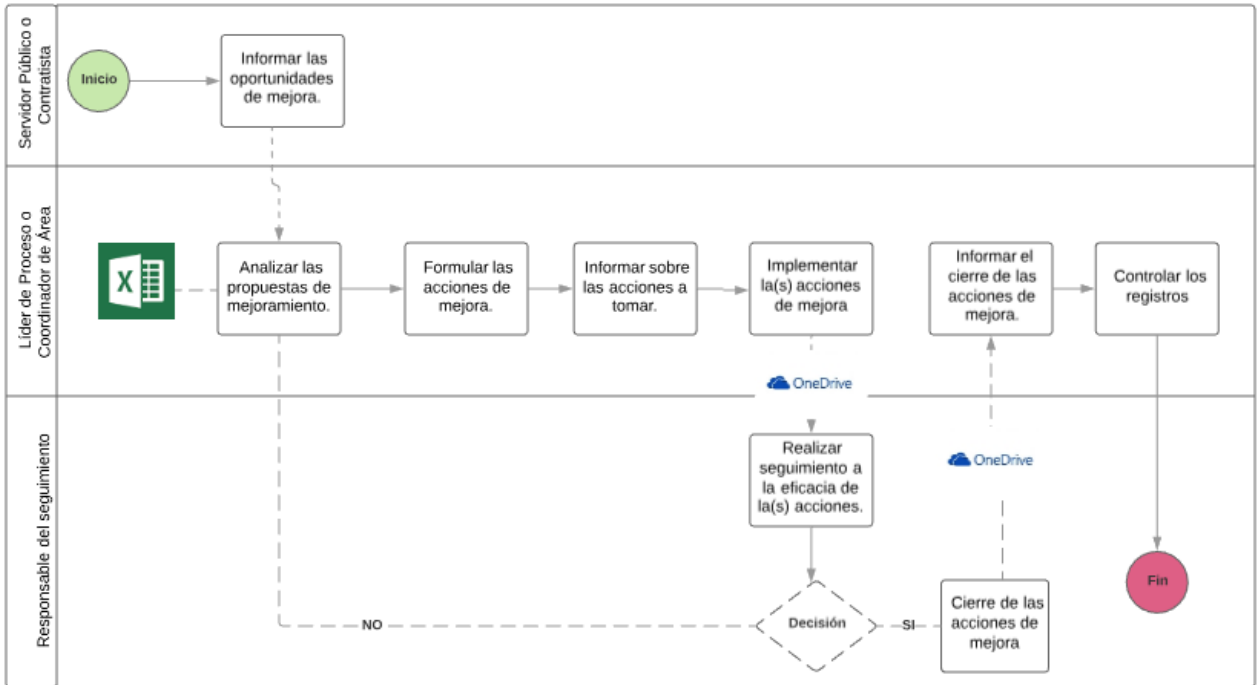 Servidor Público o
Contratista
Inicio
Informar las
oportunidades
de mejora.
Líder de Proceso o
Coordinador de Área
X
Analizar las
propuestas de
mejoramiento.
Formular las
acciones de
mejora.
Informar sobre
las acciones a
tomar.
Implementar
la(s) acciones
de mejora
Informar el
cierre de las
acciones de
mejora.
Controlar los
registros
OneDrive
Responsable del seguimiento
Realizar
seguimiento a
la eficacia de
la(s) acciones.
OneDrive
NO
Decisión
SI
Cierre de las
acciones de
mejora
Fin